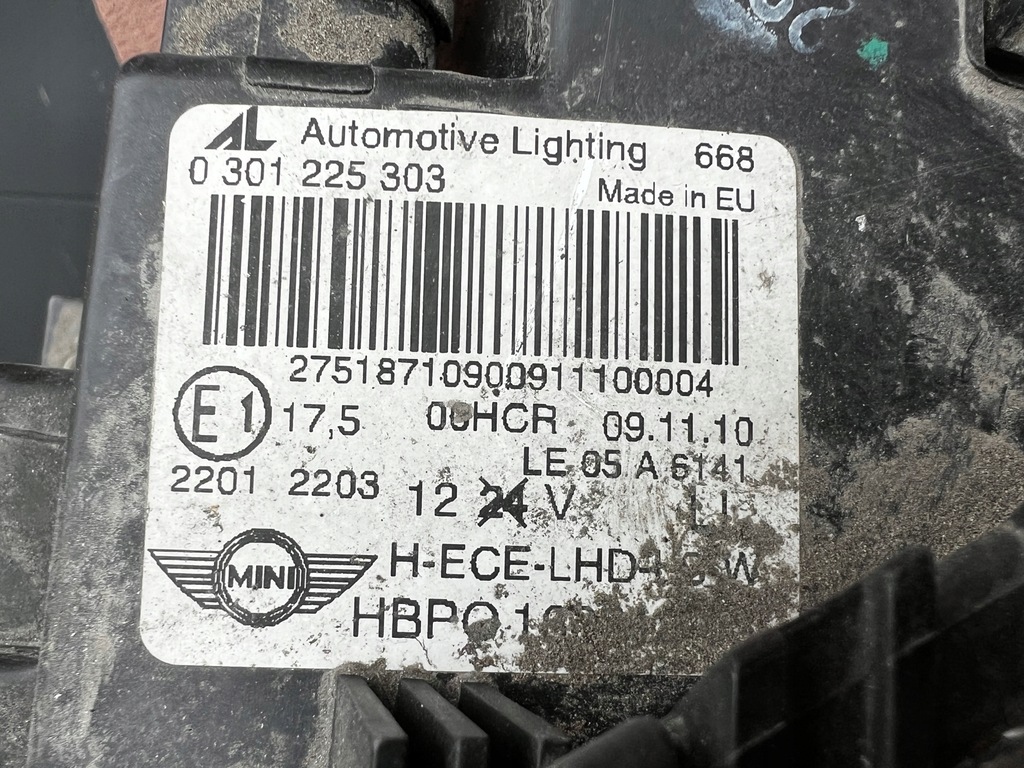 AL Automotive Lighting 668
0 301 225 303
Made in EU
27518710900911100004
E1 17,5 00HCR 09.11.10
LE 05 A 6141
2201 2203 12 24 V LI
MINI H-ECE-LHD W
HBPO